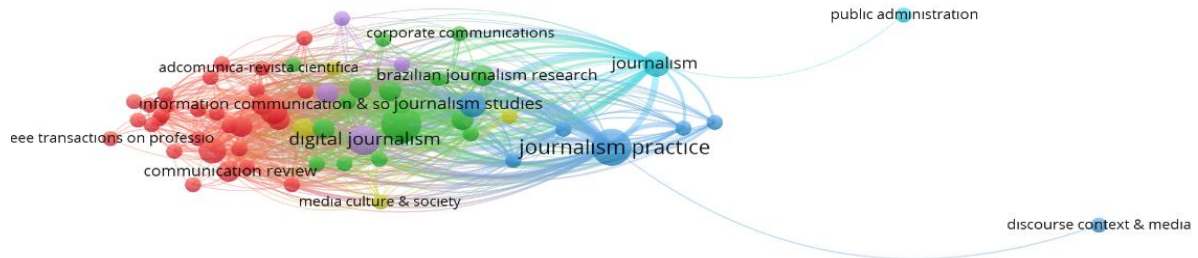 public administration
corporate communications
journalism
adcomunica-revista cientifica
brazilian journalism research
information communication & so
journalism studies
eee transactions on professio
digital journalism
journalism practice
communication review
media culture & society
discourse context & media